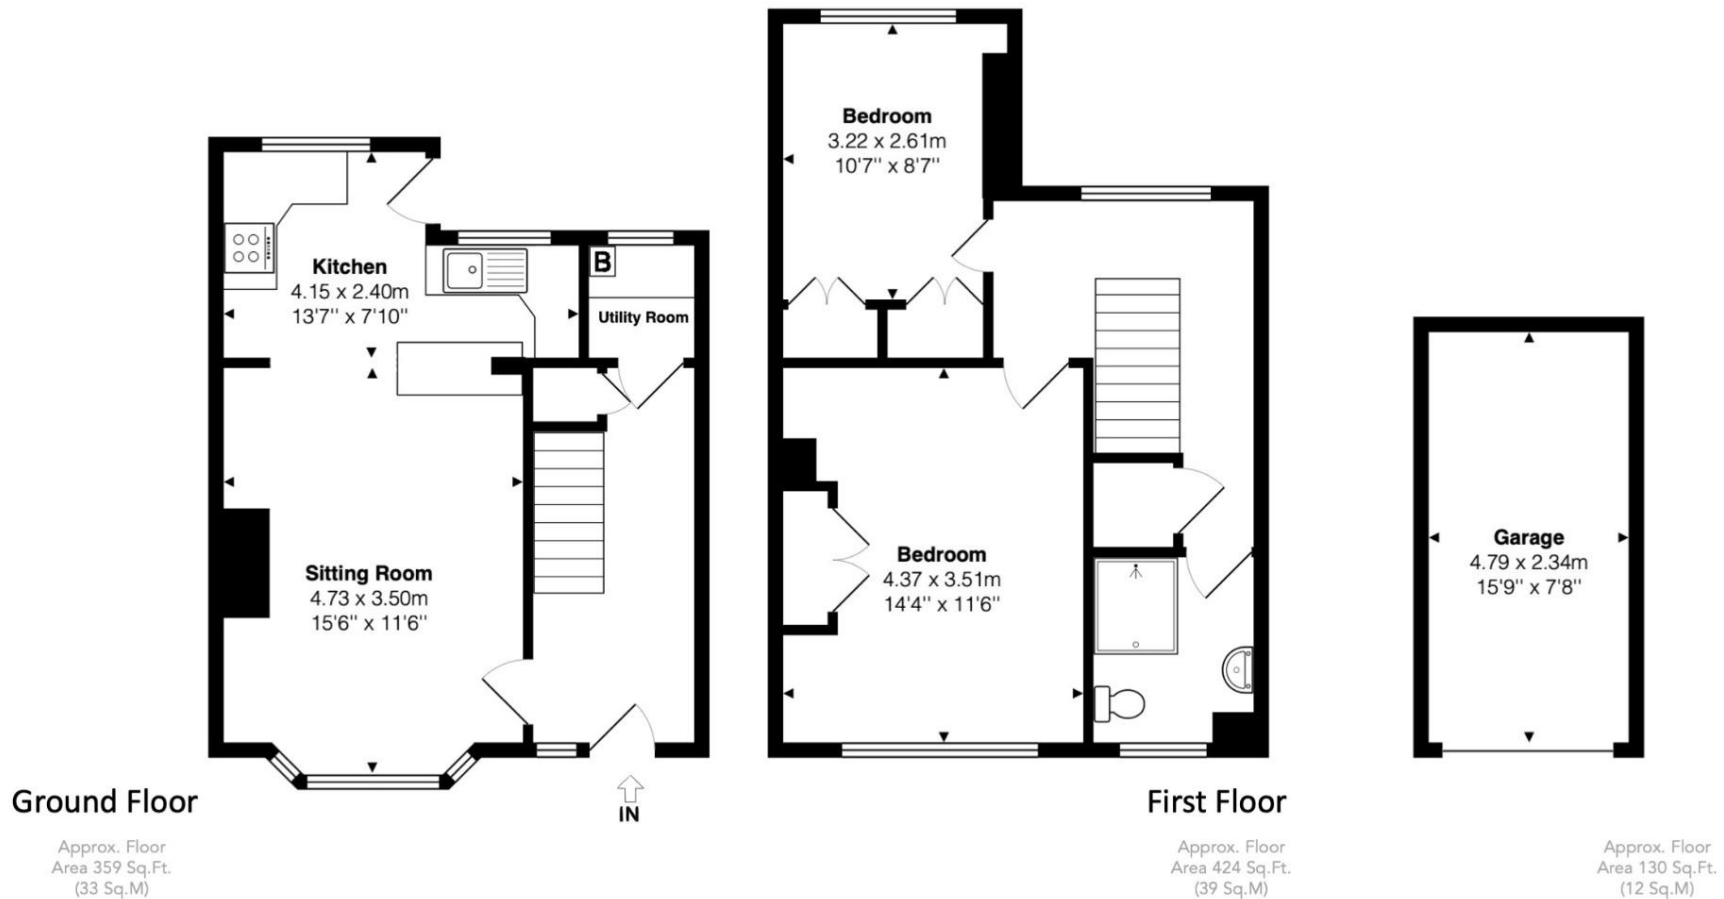 Kitchen
4.15 x 2.40m
13'7" x 7'10"
B
Utility Room
Sitting Room
4.73 x 3.50m
15'6" x 11'6"
IN
Ground Floor
Approx. Floor
Area 359 Sq.Ft.
(33 Sq.M)
Bedroom
3.22 x 2.61m
10'7" x 8'7"
Bedroom
4.37 x 3.51m
14'4" x 11'6"
First Floor
Approx. Floor
Area 424 Sq.Ft.
(39 Sq.M)
Garage
4.79 x 2.34m
15'9" x 7'8"
Approx. Floor
Area 130 Sq.Ft.
(12 Sq.M)